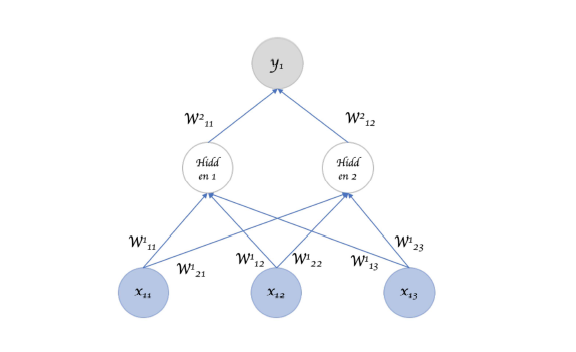 y₁
W²₁₁
W²₁₂
Hidd
en 1
Hidd
en 2
W¹₁₁
W¹₂₁
W¹₁₂
W¹₂₂
W¹₁₃
W¹₂₃
x₁₁
x₁₂
x₁₃